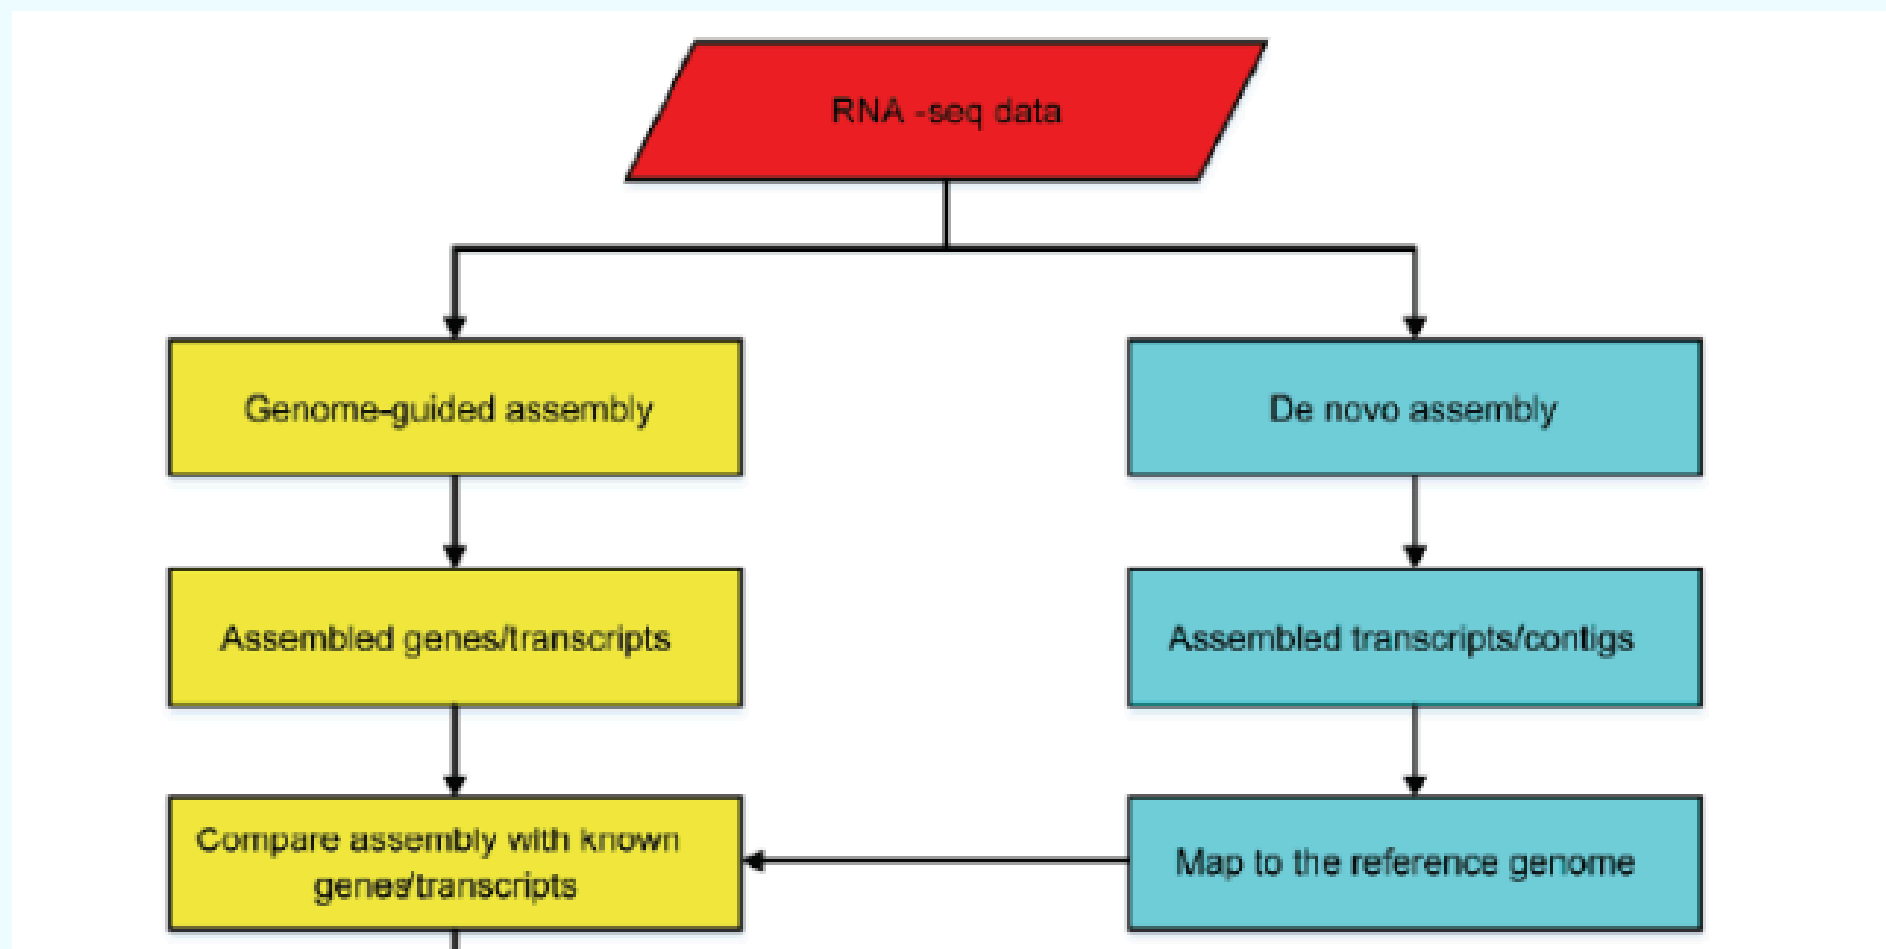 RNA -seq data
Genome-guided assembly
De novo assembly
Assembled genes/transcripts
Assembled transcripts/contigs
Compare assembly with known
genes/transcripts
Map to the reference genome